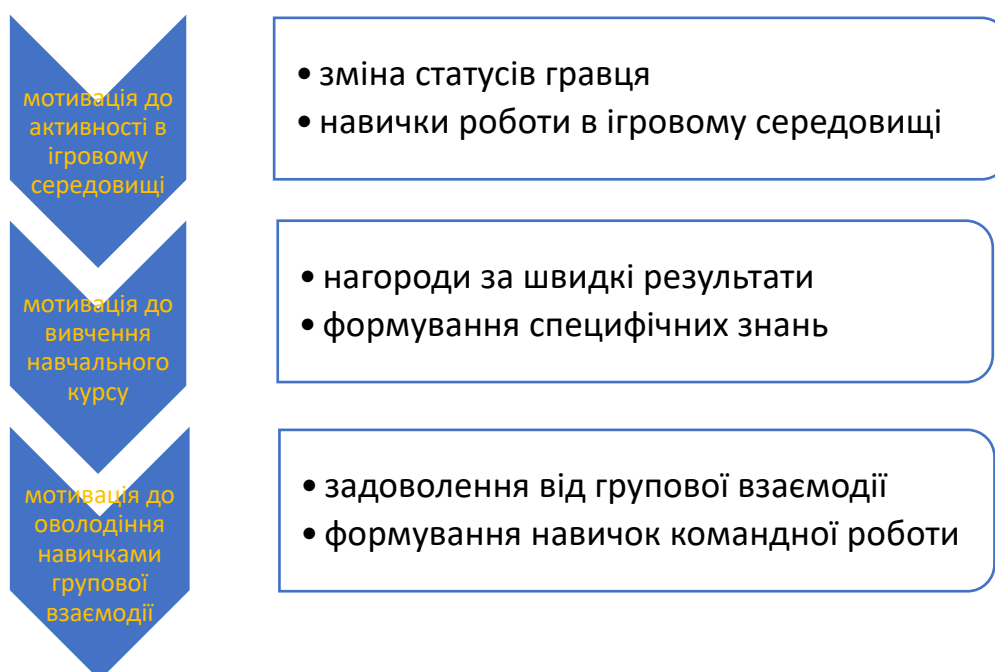 мотивація до
активності в
ігровому
середовищі
• зміна статусів гравця
• навички роботи в ігровому середовищі
мотивація до
вивчення
навчального
курсу
• нагороди за швидкі результати
• формування специфічних знань
мотивація до
оволодіння
навичками
групової
взаємодії
• задоволення від групової взаємодії
• формування навичок командної роботи